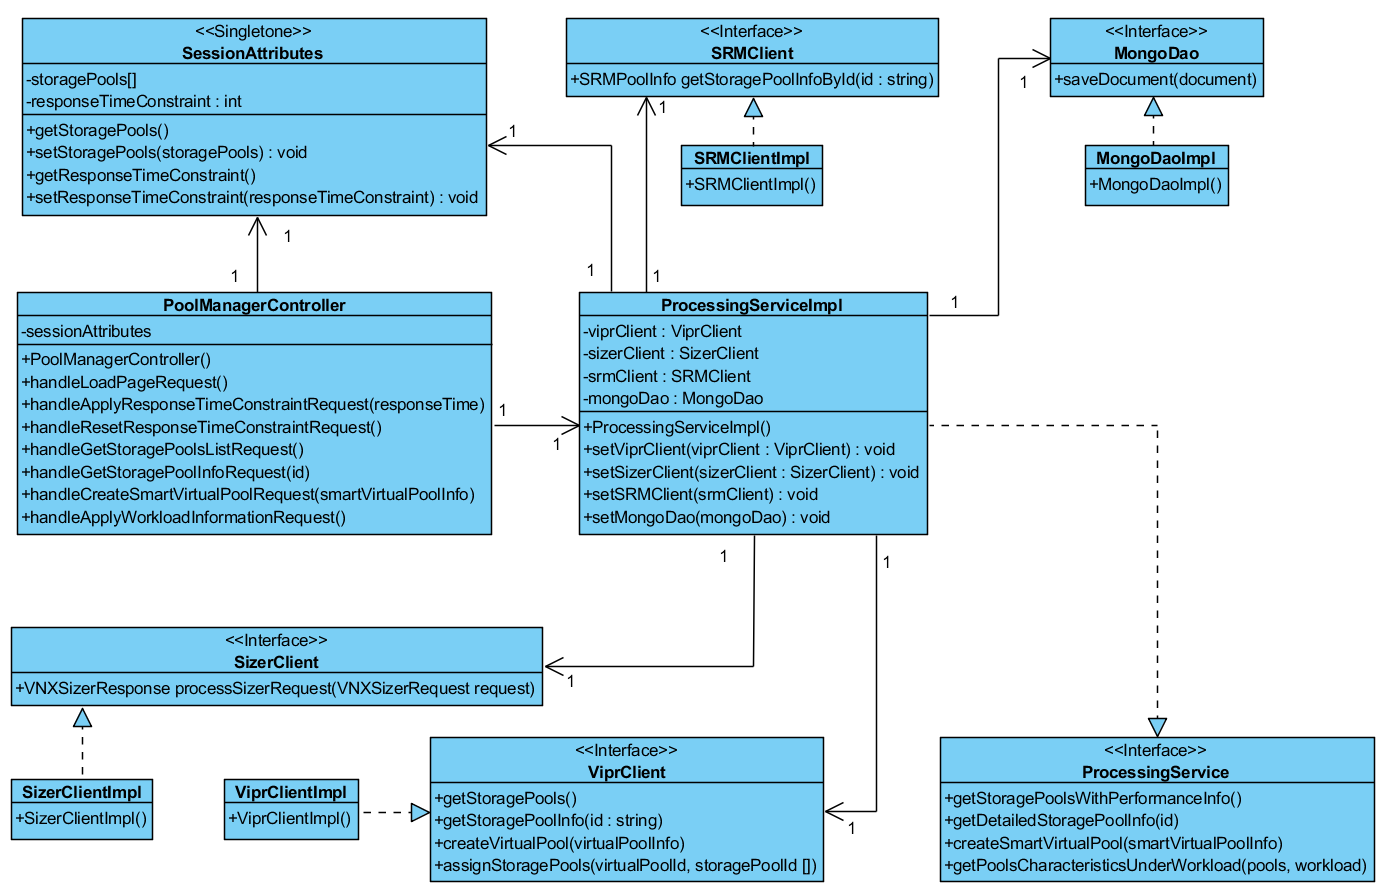 <<Singletone>>
SessionAttributes
-storagePools[]
-responseTimeConstraint : int
+getStoragePools()
+setStoragePools(storagePools) : void
+getResponseTimeConstraint()
+setResponseTimeConstraint(responseTimeConstraint) : void
<<Interface>>
SRMClient
+SRMPoolInfo getStoragePoolInfoById(id : string)
<<Interface>>
MongoDao
+saveDocument(document)
SRMClientImpl
+SRMClientImpl()
MongoDaoImpl
+MongoDaoImpl()
1
1
1
1
1
1
1
1
PoolManagerController
-sessionAttributes
+PoolManagerController()
+handleLoadPageRequest()
+handleApplyResponseTimeConstraintRequest(responseTime)
+handleResetResponseTimeConstraintRequest()
+handleGetStoragePoolsListRequest()
+handleGetStoragePoolInfoRequest(id)
+handleCreateSmartVirtualPoolRequest(smartVirtualPoolInfo)
+handleApplyWorkloadInformationRequest()
1
1
ProcessingServiceImpl
-viprClient : ViprClient
-sizerClient : SizerClient
-srmClient : SRMClient
-mongoDao : MongoDao
+ProcessingServiceImpl()
+setViprClient(viprClient : ViprClient) : void
+setSizerClient(sizerClient : SizerClient) : void
+setSRMClient(srmClient) : void
+setMongoDao(mongoDao) : void
1
1
<<Interface>>
SizerClient
+VNXSizerResponse processSizerRequest(VNXSizerRequest request)
1
SizerClientImpl
+SizerClientImpl()
ViprClientImpl
+ViprClientImpl()
<<Interface>>
ViprClient
+getStoragePools()
+getStoragePoolInfo(id : string)
+createVirtualPool(virtualPoolInfo)
+assignStoragePools(virtualPoolId, storagePoolId [])
1
<<Interface>>
ProcessingService
+getStoragePoolsWithPerformanceInfo()
+getDetailedStoragePoolInfo(id)
+createSmartVirtualPool(smartVirtualPoolInfo)
+getPoolsCharacteristicsUnderWorkload(pools, workload)